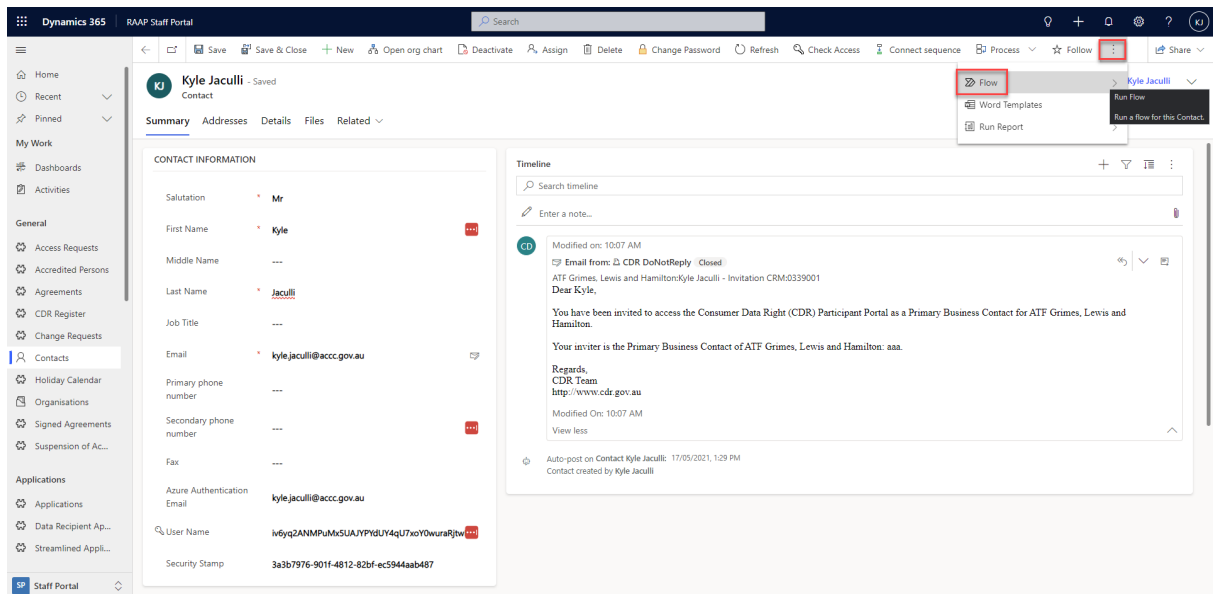 Dynamics 365
RAAP Staff Portal
Search
KJ
Save
Save & Close
New
Open org chart
Deactivate
Assign
Delete
Change Password
Refresh
Check Access
Connect sequence
Process
Follow
Share
Home
Recent
Pinned
My Work
Dashboards
Activities
General
Access Requests
Accredited Persons
Agreements
CDR Register
Change Requests
Contacts
Holiday Calendar
Organisations
Signed Agreements
Suspension of Ac...
Applications
Applications
Data Recipient Ap...
Streamlined Appli...
SP Staff Portal
KJ
Kyle Jaculli - Saved
Contact
Kyle Jaculli
Flow
Word Templates
Run Report
Run Flow
Run a flow for this Contact.
Summary Addresses Details Files Related
CONTACT INFORMATION
Salutation * Mr
First Name * Kyle
Middle Name ---
Last Name * Jaculli
Job Title ---
Email * kyle.jaculli@accc.gov.au
Primary phone
number ---
Secondary phone
number ---
Fax ---
Azure Authentication
Email kyle.jaculli@accc.gov.au
User Name iv6yq2ANMPuMx5UAJYPYdUY4qU7xoY0wuraRjtw
Security Stamp 3a3b7976-901f-4812-82bf-ec5944aab487
Timeline
Search timeline
Enter a note...
CD
Modified on: 10:07 AM
Email from: CDR DoNotReply Closed
ATF Grimes, Lewis and Hamilton:Kyle Jaculli - Invitation CRM:0339001
Dear Kyle,
You have been invited to access the Consumer Data Right (CDR) Participant Portal as a Primary Business Contact for ATF Grimes, Lewis and
Hamilton.
Your inviter is the Primary Business Contact of ATF Grimes, Lewis and Hamilton: aaa.
Regards,
CDR Team
http://www.cdr.gov.au
Modified On: 10:07 AM
View less
Auto-post on Contact Kyle Jaculli: 17/05/2021, 1:29 PM
Contact created by Kyle Jaculli